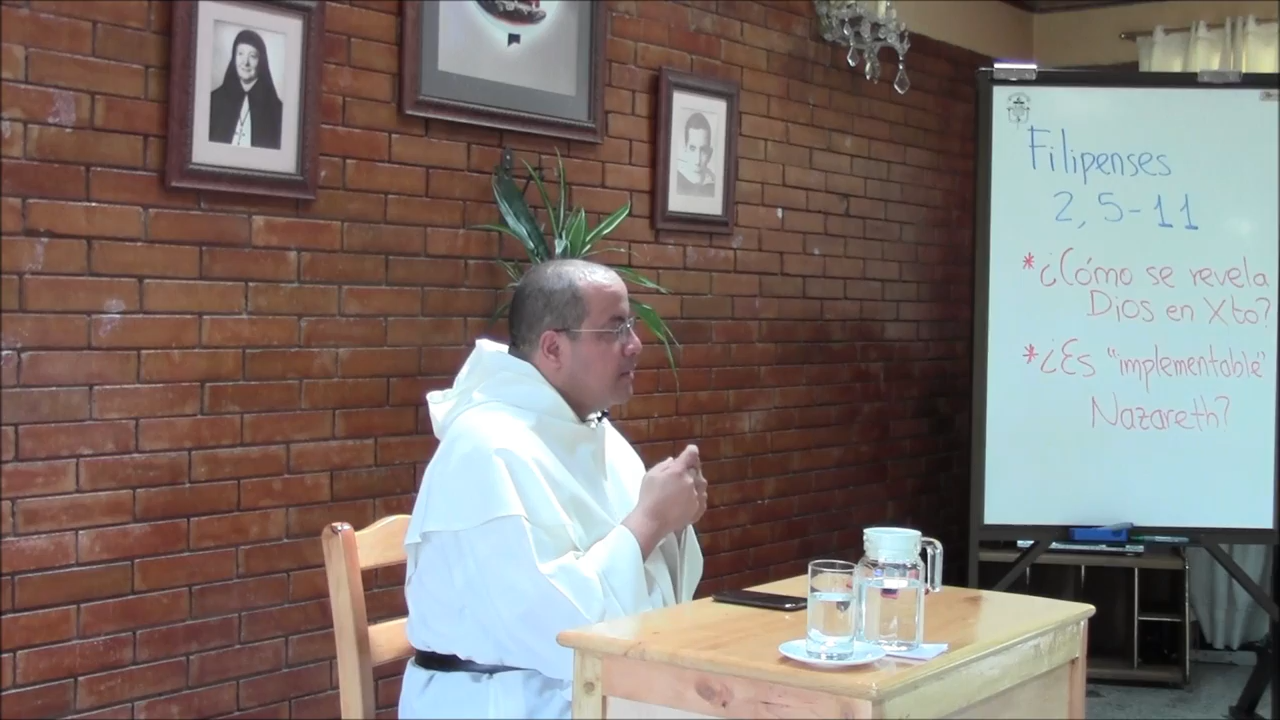 Filipenses
2, 5-11
*¿Cómo se revela
Dios en Xto?
*¿Es "implementable"
Nazareth?